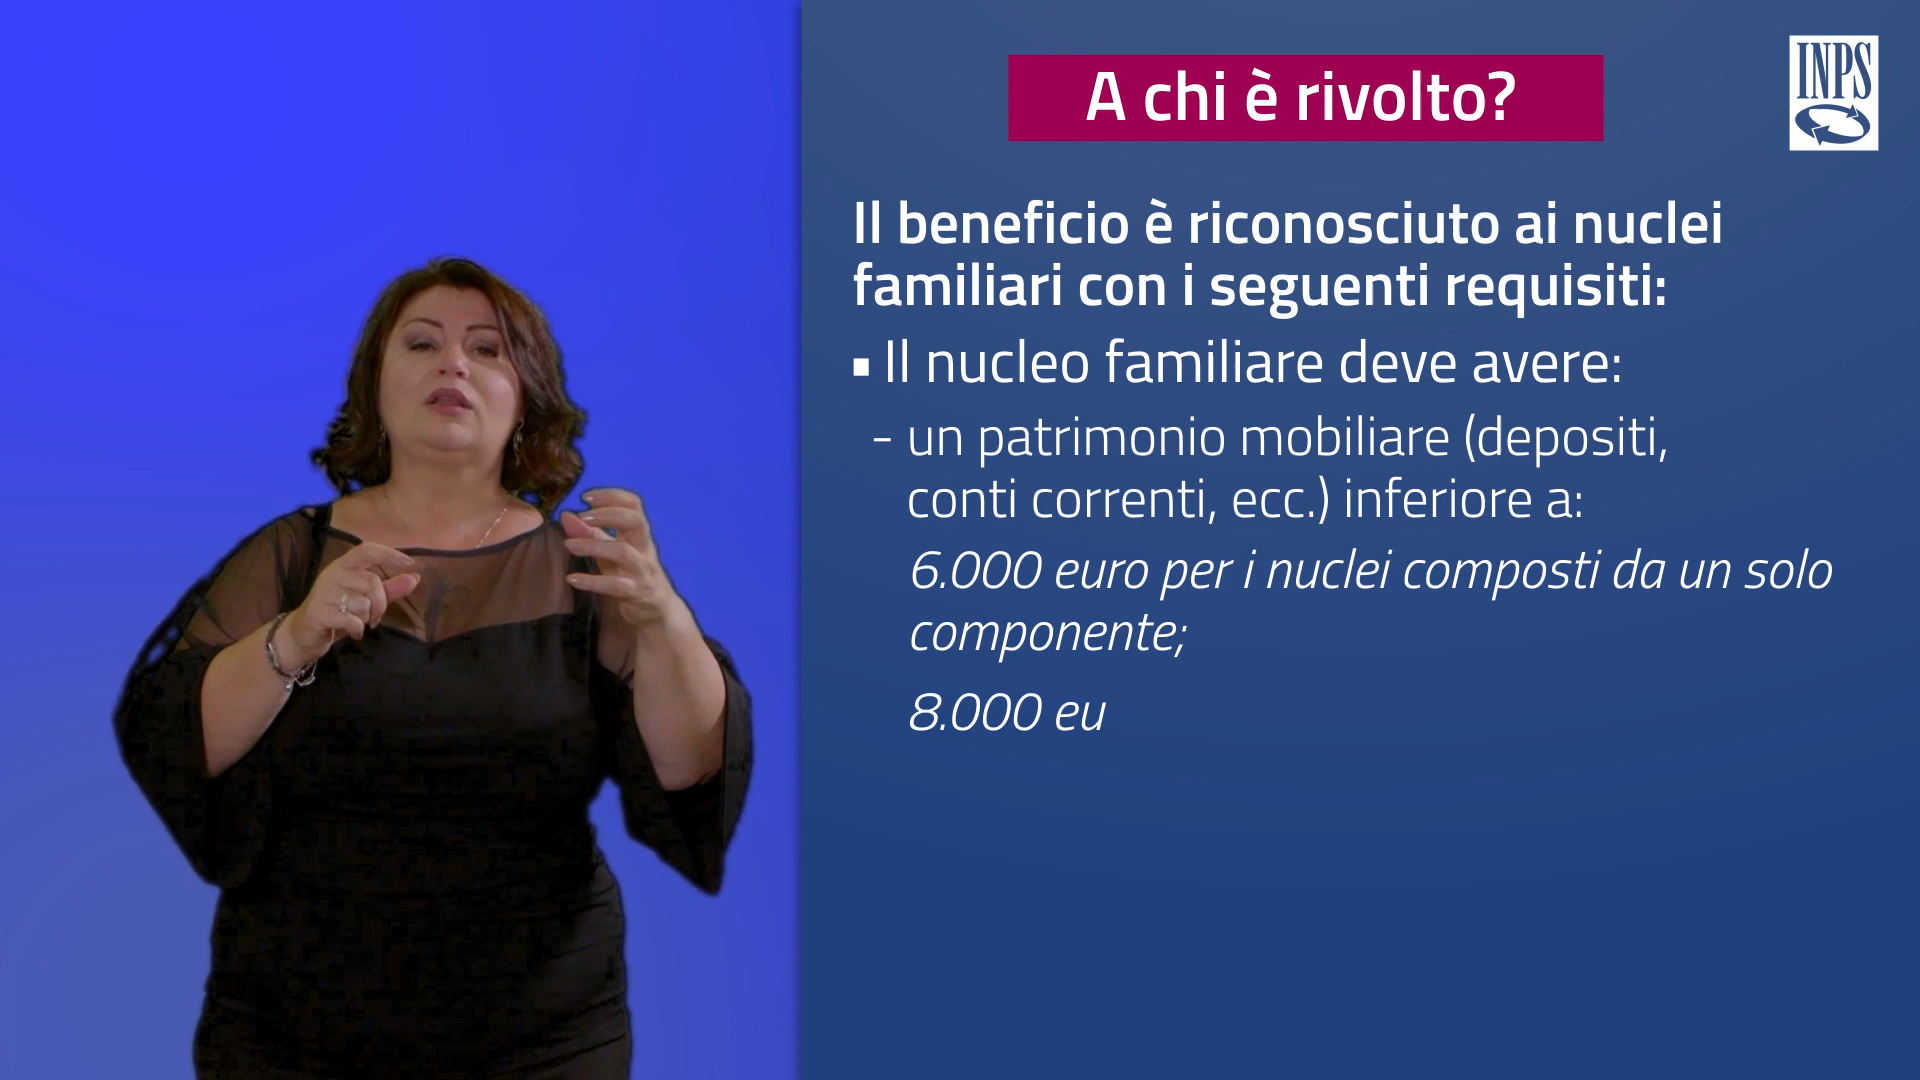 A chi è rivolto?
INPS
Il beneficio è riconosciuto ai nuclei
familiari con i seguenti requisiti:
▪ Il nucleo familiare deve avere:
- un patrimonio mobiliare (depositi,
conti correnti, ecc.) inferiore a:
6.000 euro per i nuclei composti da un solo
componente;
8.000 eu